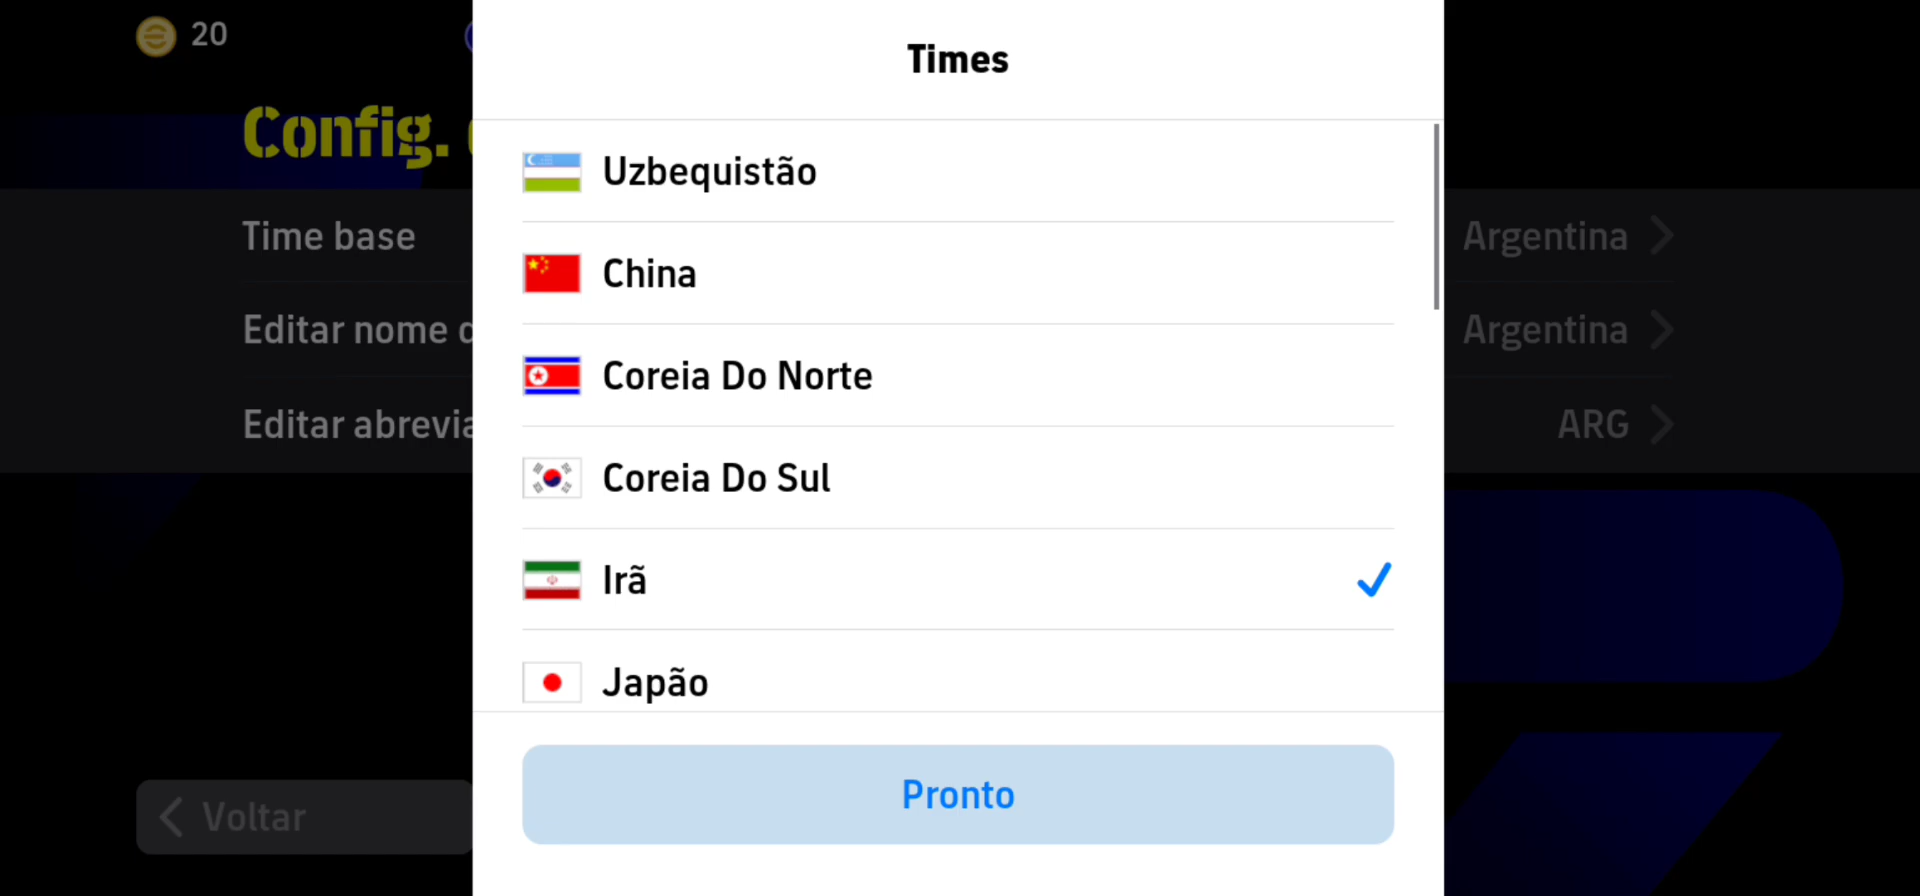 20
Times
Config.
Uzbequistão
Time base
Argentina
China
Editar nome
Argentina
Coreia Do Norte
Editar
ARG
Coreia Do Sul
Irã
Japão
Pronto
Voltar